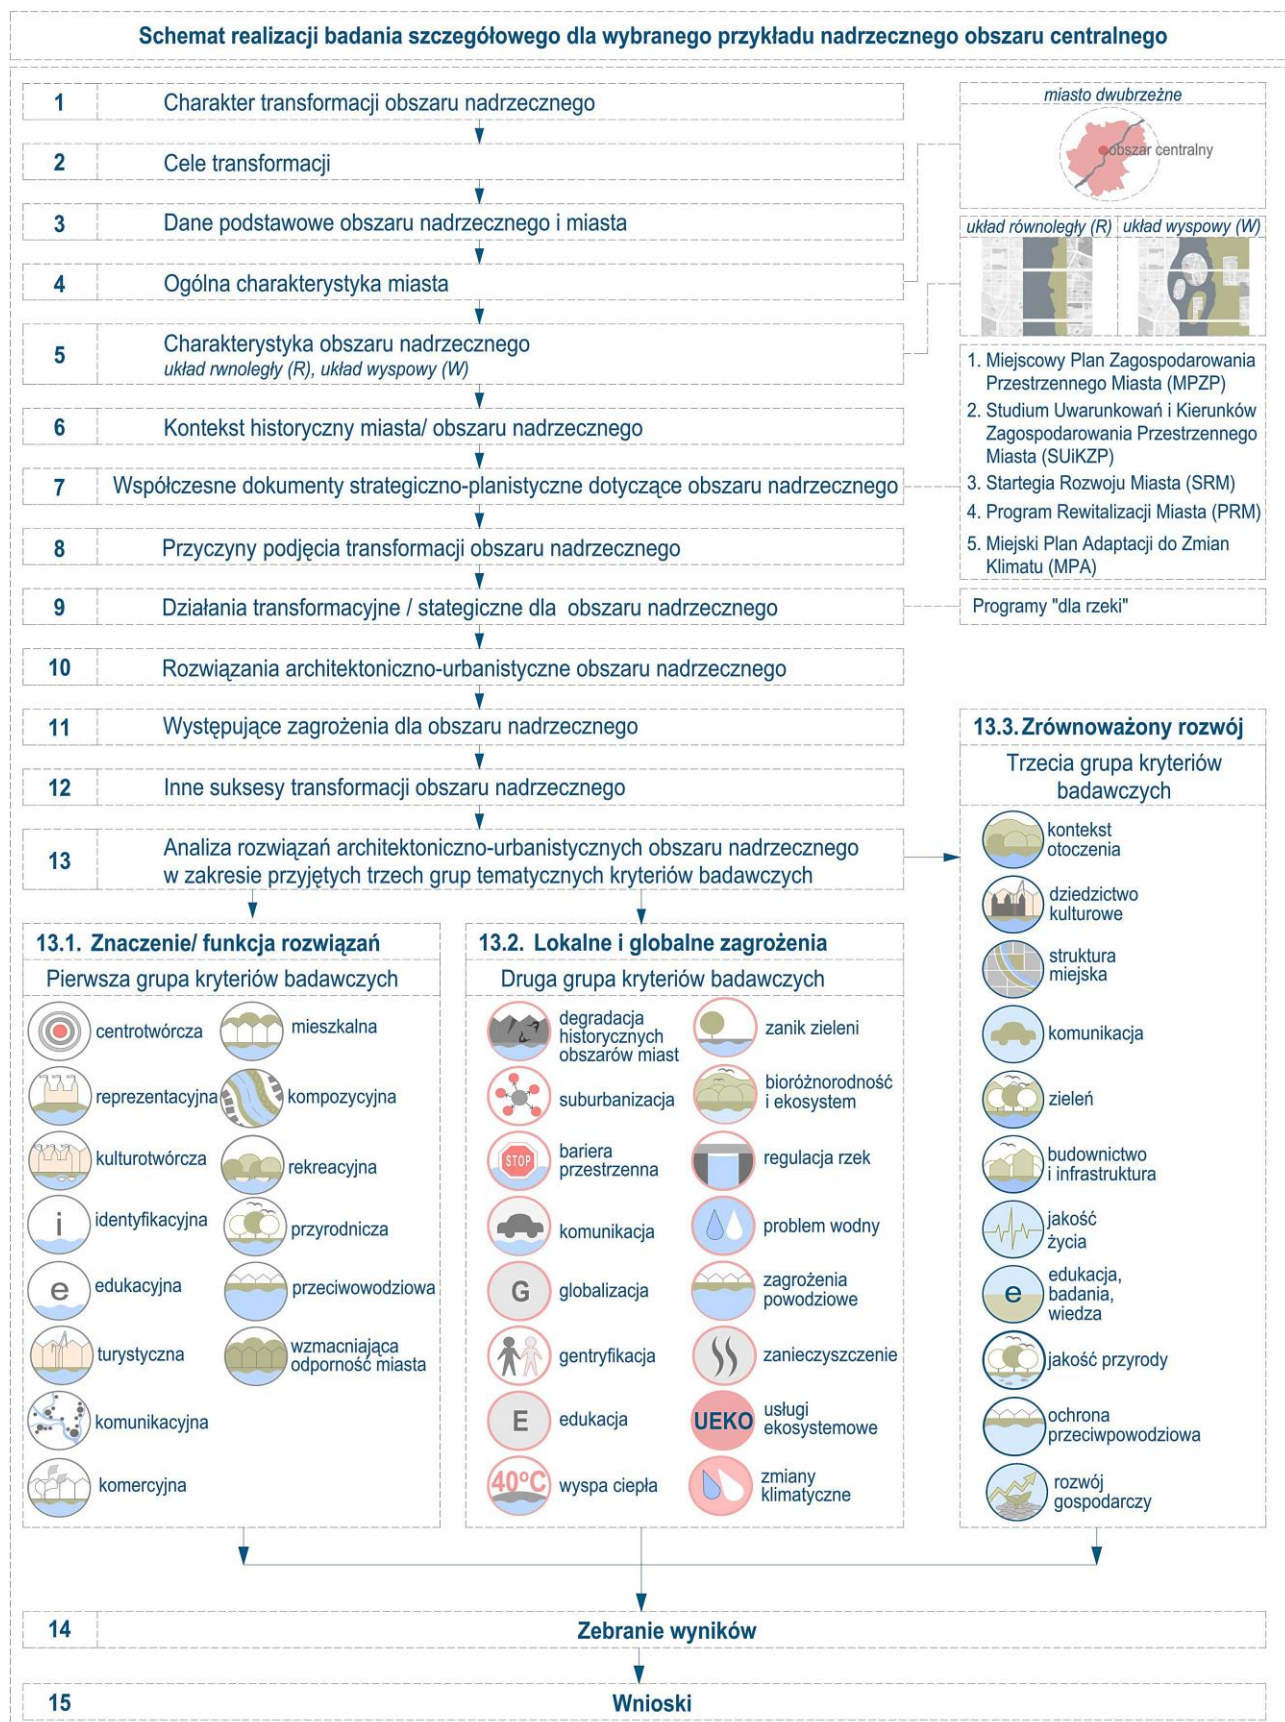 Schemat realizacji badania szczegółowego dla wybranego przykładu nadrzecznego obszaru centralnego
1 Charakter transformacji obszaru nadrzecznego
2 Cele transformacji
3 Dane podstawowe obszaru nadrzecznego i miasta
4 Ogólna charakterystyka miasta
5 Charakterystyka obszaru nadrzecznego
układ rwnoległy (R), układ wyspowy (W)
6 Kontekst historyczny miasta/ obszaru nadrzecznego
7 Współczesne dokumenty strategiczno-planistyczne dotyczące obszaru nadrzecznego
8 Przyczyny podjęcia transformacji obszaru nadrzecznego
9 Działania transformacyjne / stategiczne dla obszaru nadrzecznego
10 Rozwiązania architektoniczno-urbanistyczne obszaru nadrzecznego
11 Występujące zagrożenia dla obszaru nadrzecznego
12 Inne suksesy transformacji obszaru nadrzecznego
13 Analiza rozwiązań architektoniczno-urbanistycznych obszaru nadrzecznego
w zakresie przyjętych trzech grup tematycznych kryteriów badawczych
miasto dwubrzeżne
obszar centralny
układ równoległy (R)
układ wyspowy (W)
1. Miejscowy Plan Zagospodarowania
Przestrzennego Miasta (MPZP)
2. Studium Uwarunkowań i Kierunków
Zagospodarowania Przestrzennego
Miasta (SUiKZP)
3. Startegia Rozwoju Miasta (SRM)
4. Program Rewitalizacji Miasta (PRM)
5. Miejski Plan Adaptacji do Zmian
Klimatu (MPA)
Programy "dla rzeki"
13.1. Znaczenie/ funkcja rozwiązań
Pierwsza grupa kryteriów badawczych
centrotwórcza
reprezentacyjna
kulturotwórcza
i
identyfikacyjna
e
edukacyjna
turystyczna
komunikacyjna
komercyjna
mieszkalna
kompozycyjna
rekreacyjna
przyrodnicza
przeciwowodziowa
wzmacniająca
odporność miasta
13.2. Lokalne i globalne zagrożenia
Druga grupa kryteriów badawczych
degradacja
historycznych
obszarów miast
suburbanizacja
STOP
bariera
przestrzenna
komunikacja
G
globalizacja
gentryfikacja
E
edukacja
40°C
wyspa ciepła
zanik zieleni
bioróżnorodność
i ekosystem
regulacja rzek
problem wodny
zagrożenia
powodziowe
zanieczyszczenie
UEKO
usługi
ekosystemowe
zmiany
klimatyczne
13.3. Zrównoważony rozwój
Trzecia grupa kryteriów
badawczych
kontekst
otoczenia
dziedzictwo
kulturowe
struktura
miejska
komunikacja
zieleń
budownictwo
i infrastruktura
jakość
życia
e
edukacja,
badania,
wiedza
jakość przyrody
ochrona
przeciwpowodziowa
rozwój
gospodarczy
14 Zebranie wyników
15 Wnioski